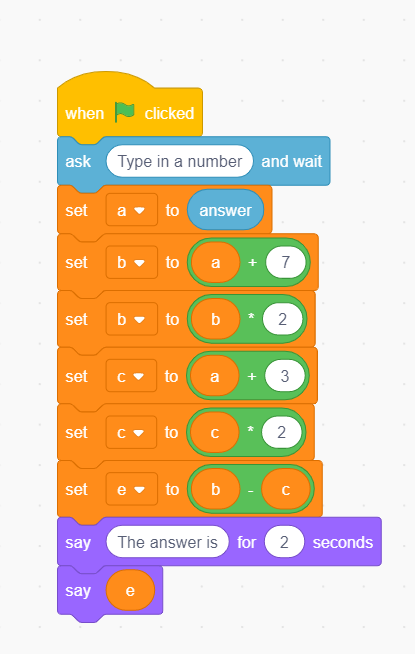 when clicked
ask Type in a number and wait
set a to answer
set b to a + 7
set b to b * 2
set c to a + 3
set c to c * 2
set e to b - c
say The answer is for 2 seconds
say e